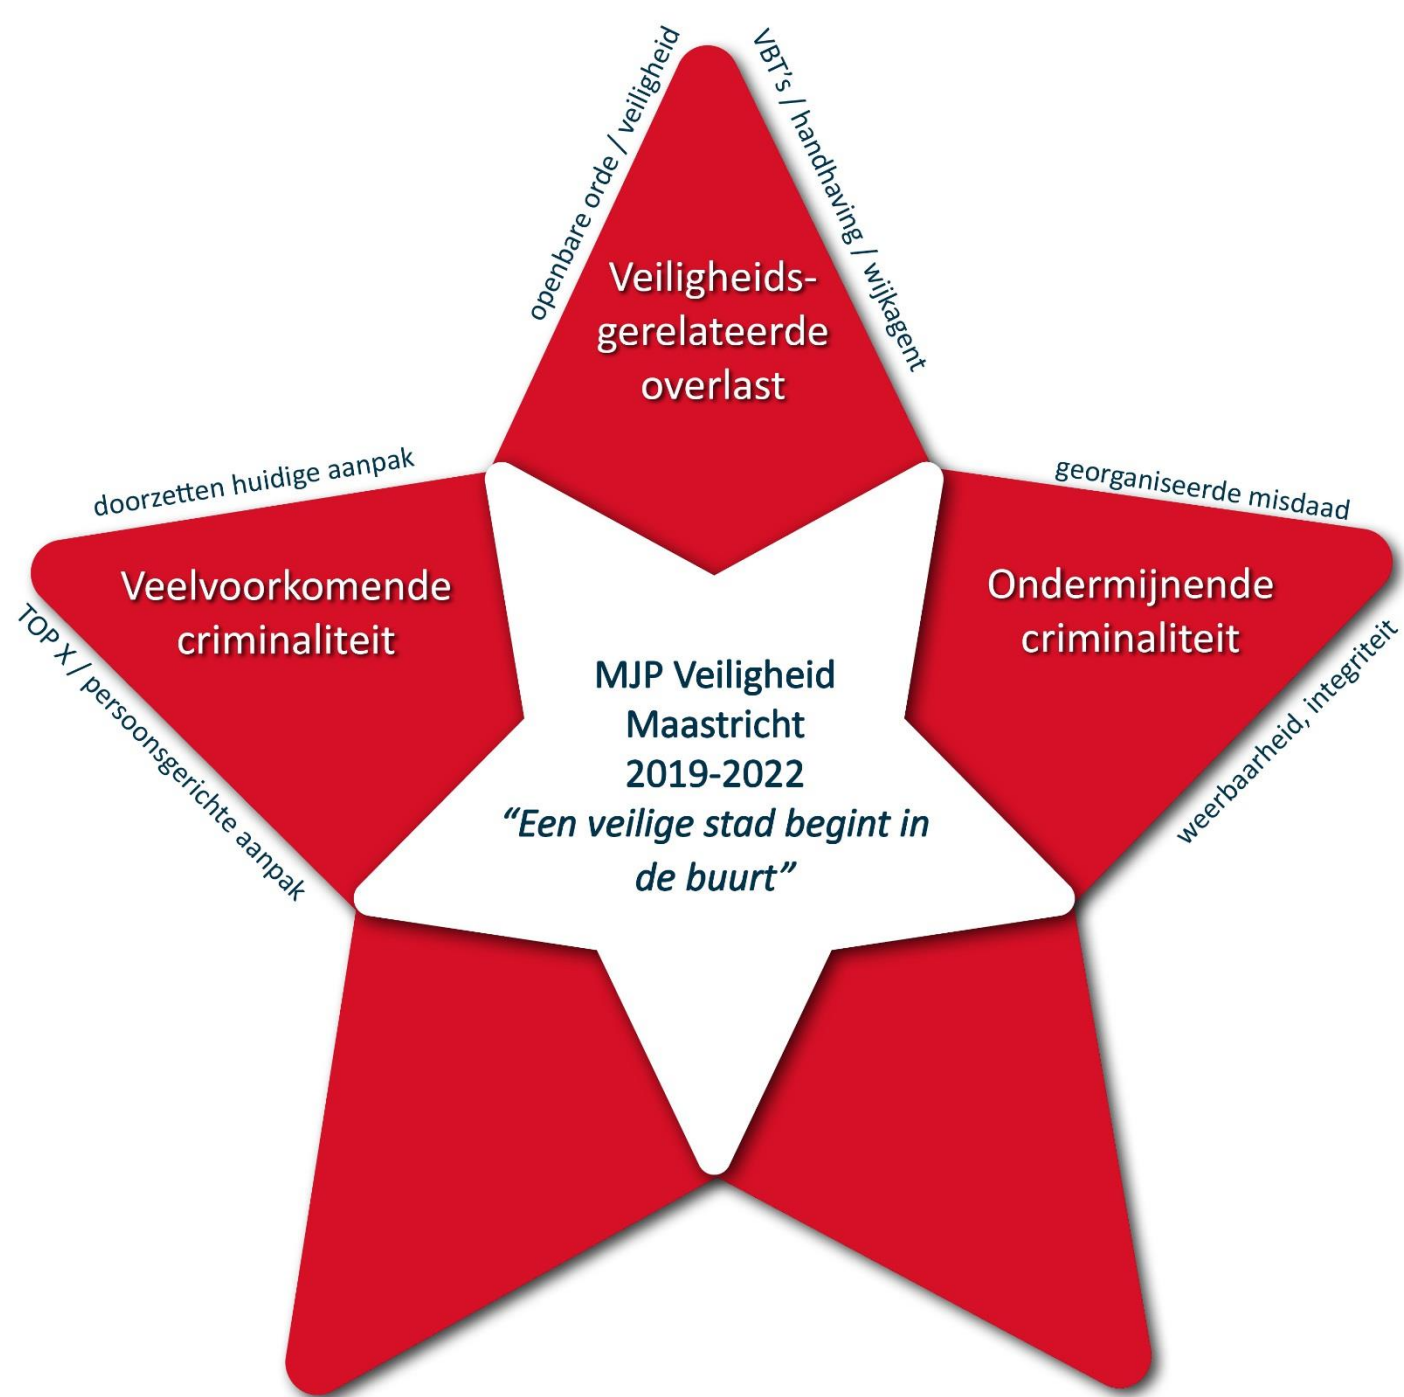 openbare orde / veiligheid
VBT's / handhaving / wijkagent
Veiligheids-
gerelateerde
overlast
doorzetten huidige aanpak
Veelvoorkomende
criminaliteit
TOP X / persoonsgerichte aanpak
georganiseerde misdaad
Ondermijnende
criminaliteit
weerbaarheid, integriteit
MJP Veiligheid
Maastricht
2019-2022
“Een veilige stad begint in
de buurt”